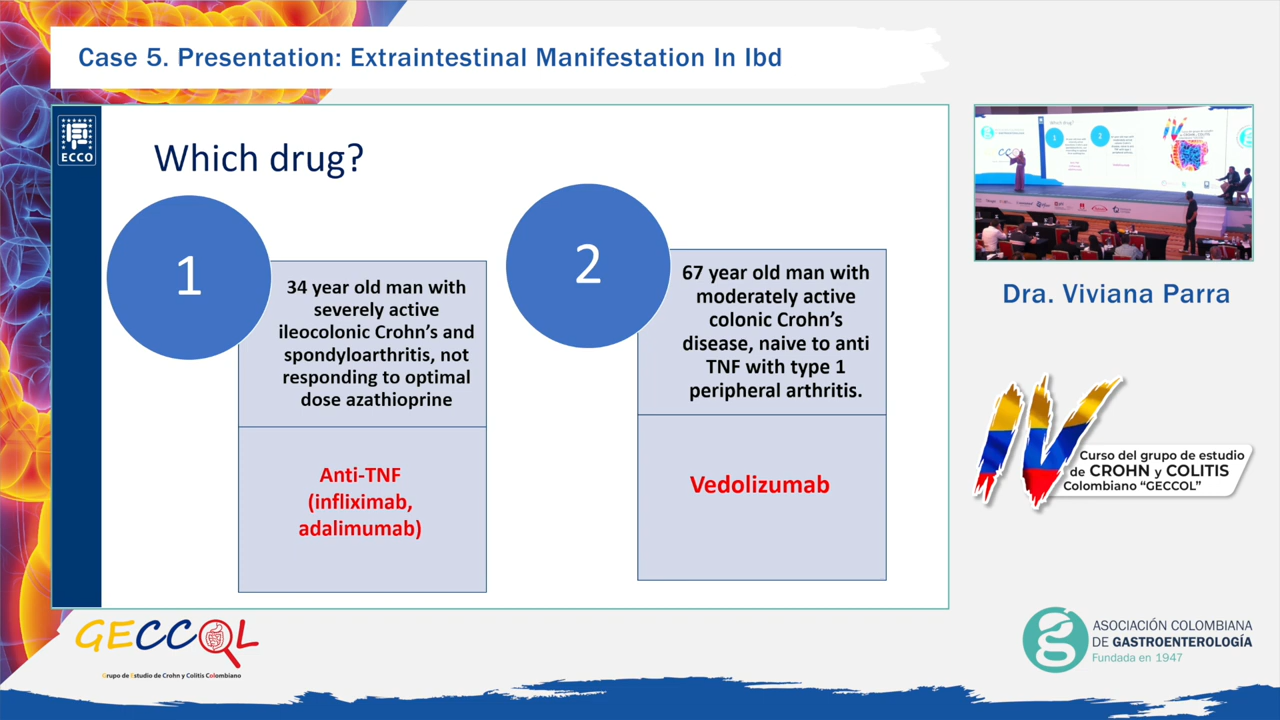 Case 5. Presentation: Extraintestinal Manifestation In Ibd
ECCO
Which drug?
1
34 year old man with
severely active
ileocolonic Crohn's and
spondyloarthritis, not
responding to optimal
dose azathioprine
Anti-TNF
(infliximab,
adalimumab)
2
67 year old man with
moderately active
colonic Crohn's
disease, naive to anti
TNF with type 1
peripheral arthritis.
Vedolizumab
Dra. Viviana Parra
IV
Curso del grupo de estudio
de CROHN y COLITIS
Colombiano “GECCOL”
GECCOL
Grupo de Estudio de Crohn y Colitis Colombiano
ASOCIACIÓN COLOMBIANA
DE GASTROENTEROLOGÍA
Fundada en 1947